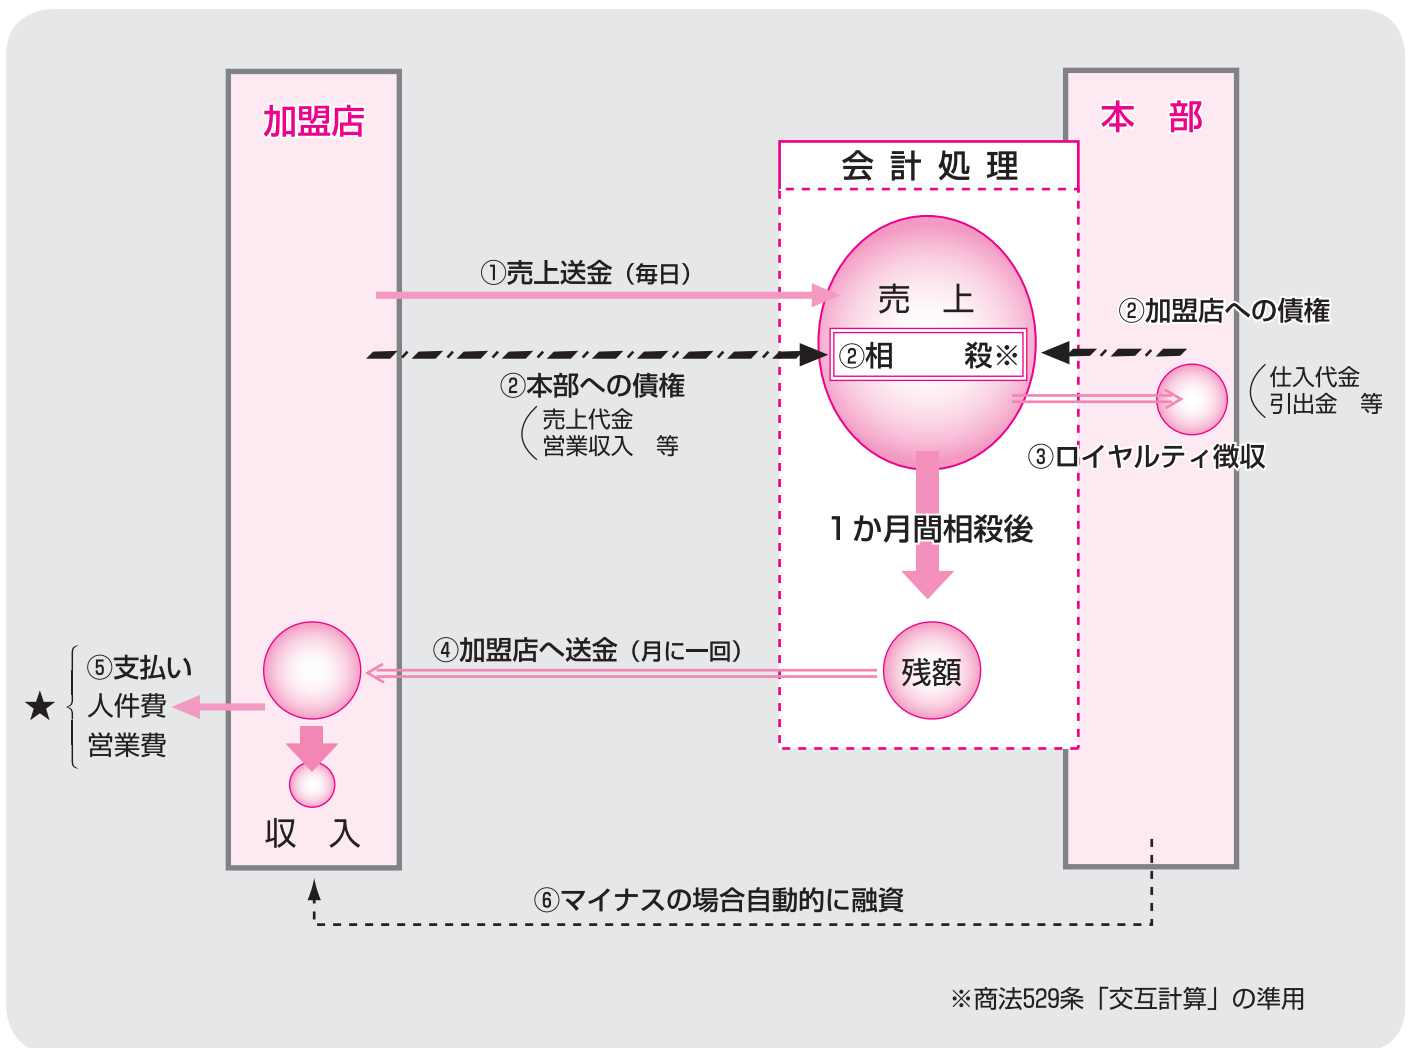 加盟店
本　部
会計処理
①売上送金（毎日）
売　上
②加盟店への債権
②相　殺※
②本部への債権
売上代金
営業収入　等
仕入代金
引出金　等
③ロイヤルティ徴収
１か月間相殺後
④加盟店へ送金（月に一回）
残額
★
⑤支払い
人件費
営業費
収　入
⑥マイナスの場合自動的に融資
※商法529条「交互計算」の準用